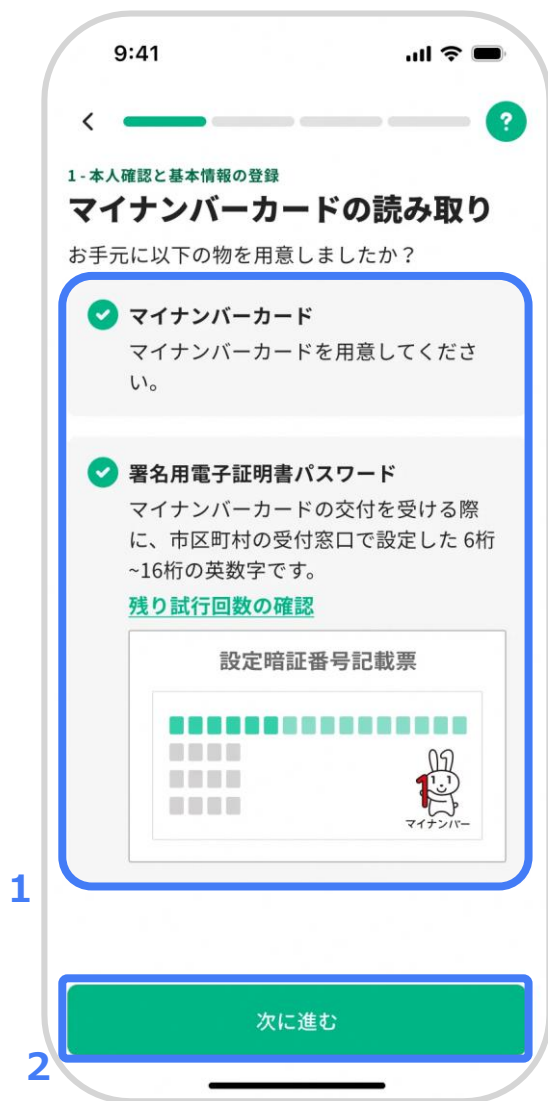 9:41
?
1 - 本人確認と基本情報の登録
マイナンバーカードの読み取り
お手元に以下の物を用意しましたか？
マイナンバーカード
マイナンバーカードを用意してくださ
い。
署名用電子証明書パスワード
マイナンバーカードの交付を受ける際
に、市区町村の受付窓口で設定した 6桁
~16桁の英数字です。
残り試行回数の確認
設定暗証番号記載票
1
マイナンバー
1
次に進む
2